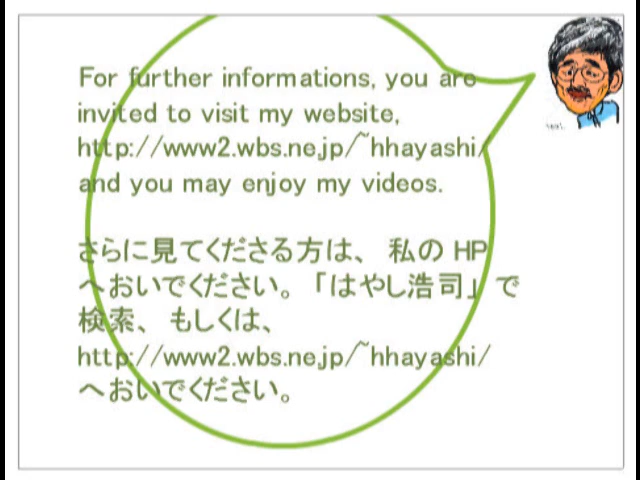 For further informations, you are
invited to visit my website,
http://www2.wbs.ne.jp/~hhayashi/
and you may enjoy my videos.
さらに見てくださる方は、 私の HP
へおいでください。「はやし浩司」で
検索、 もしくは、
http://www2.wbs.ne.jp/~hhayashi/
へおいでください。